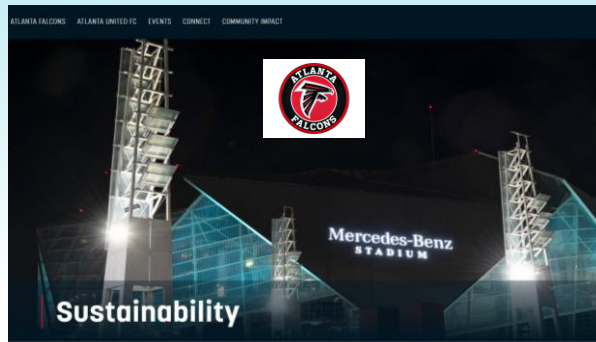 ATLANTA FALCONS ATLANTA UNITED FC EVENTS CONNECT COMMUNITY IMPACT
ATLANTA
FALCONS
Mercedes-Benz
STADIUM
Sustainability